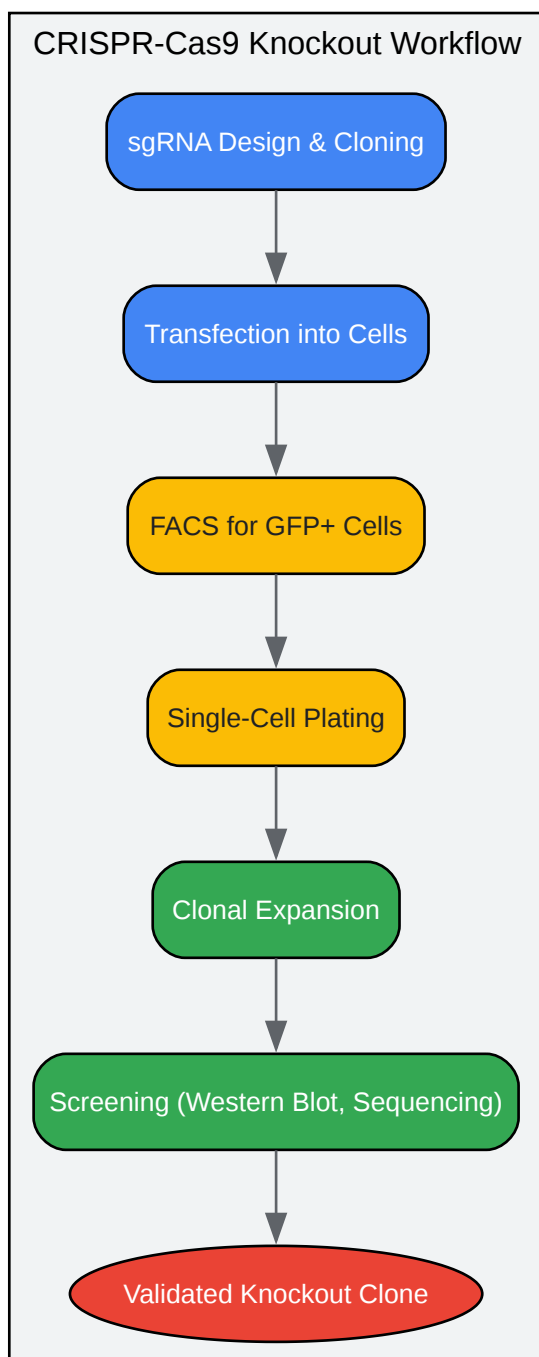 CRISPR-Cas9 Knockout Workflow
sgRNA Design & Cloning
Transfection into Cells
FACS for GFP+ Cells
Single-Cell Plating
Clonal Expansion
Screening (Western Blot, Sequencing)
Validated Knockout Clone